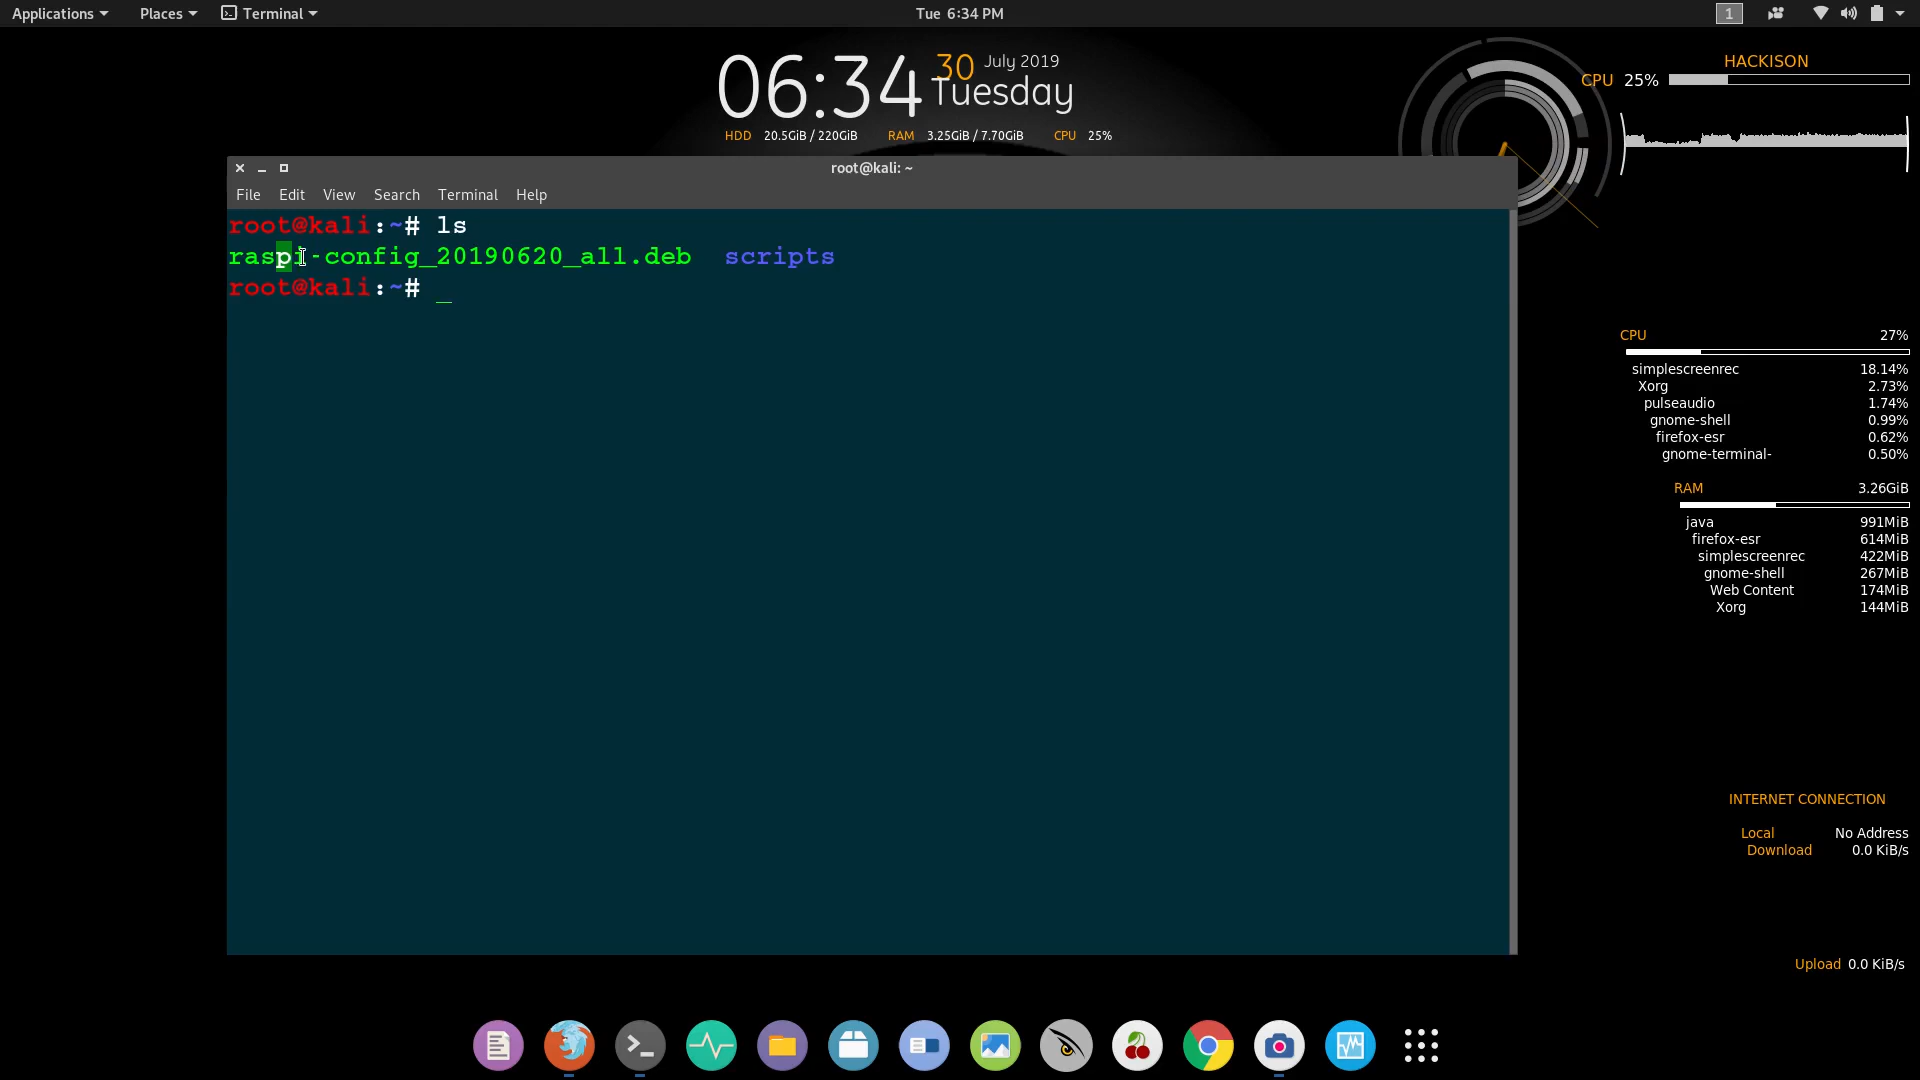 Applications Places Terminal Tue 6:34 PM 1
06:34 30 July 2019
Tuesday
HDD 20.5GiB / 220GiB RAM 3.25GiB / 7.70GiB CPU 25%
HACKISON
CPU 25%
root@kali: ~
File Edit View Search Terminal Help
root@kali:~# ls
raspi-config_20190620_all.deb scripts
root@kali:~# _
CPU 27%
simplescreenrec 18.14%
Xorg 2.73%
pulseaudio 1.74%
gnome-shell 0.99%
firefox-esr 0.62%
gnome-terminal- 0.50%
RAM 3.26GiB
java 991MiB
firefox-esr 614MiB
simplescreenrec 422MiB
gnome-shell 267MiB
Web Content 174MiB
Xorg 144MiB
INTERNET CONNECTION
Local No Address
Download 0.0 KiB/s
Upload 0.0 KiB/s